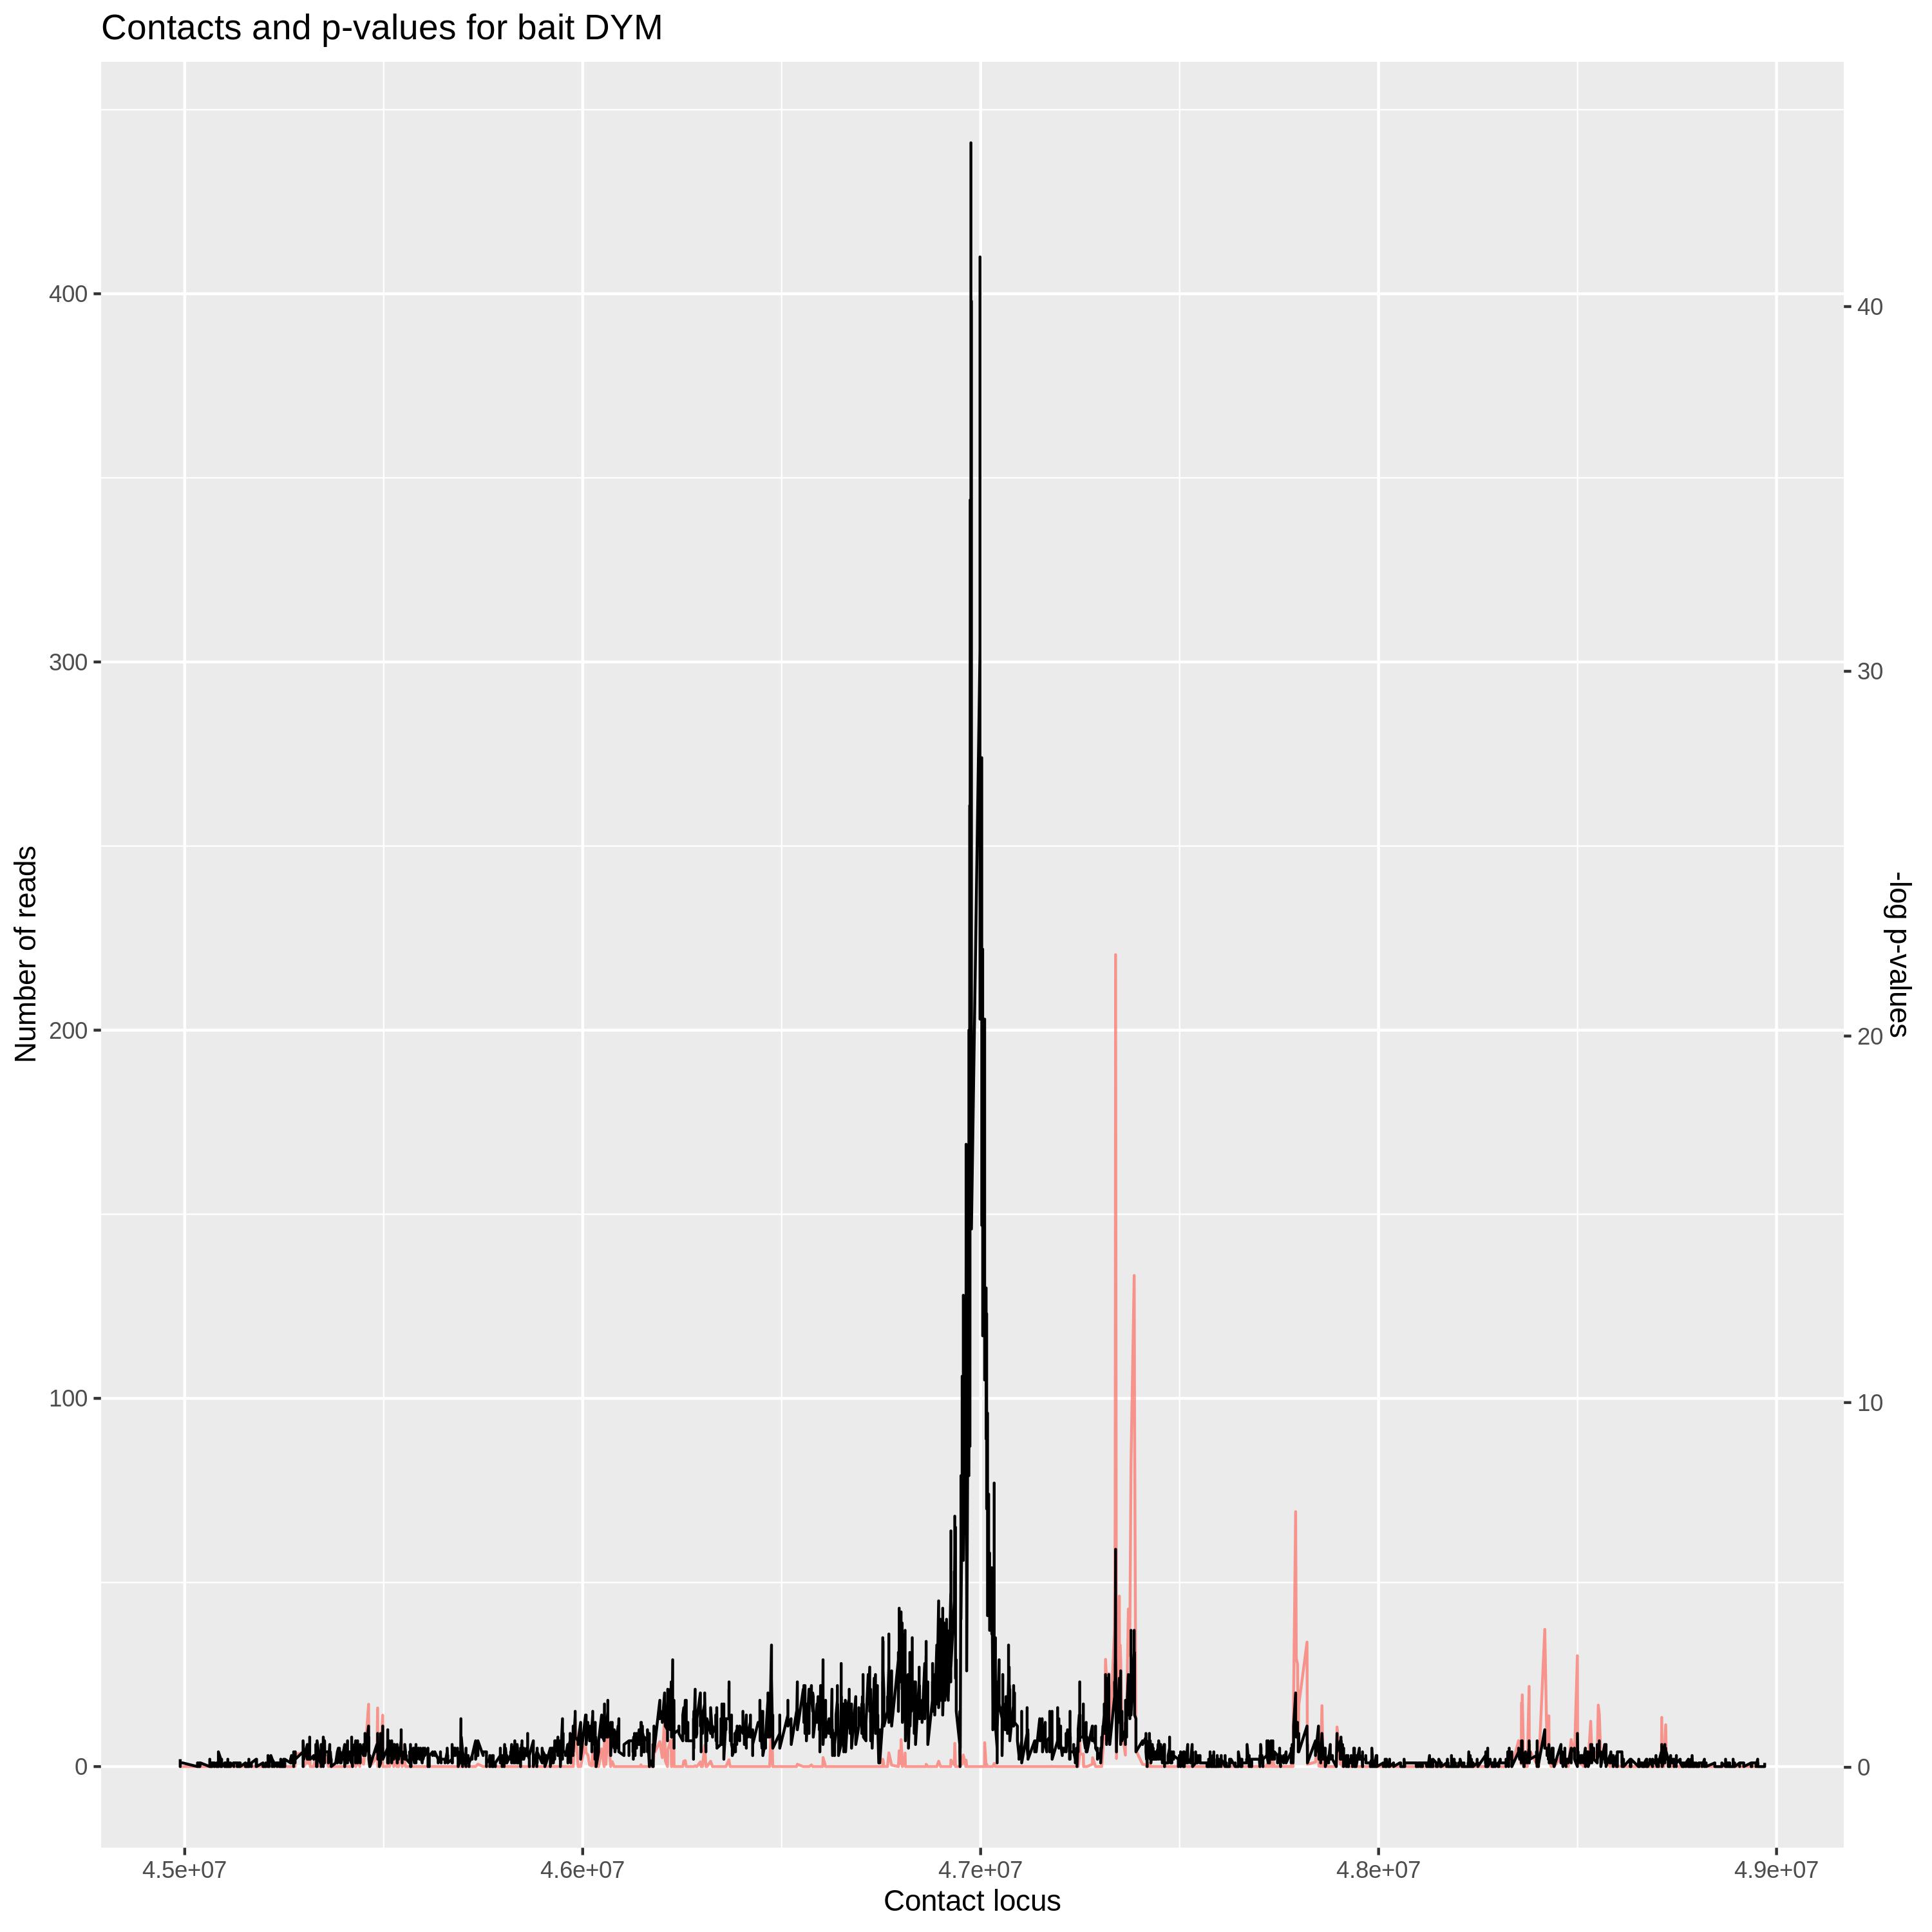 Contacts and p-values for bait DYM
400
300
200
100
0
Number of reads
40
30
20
10
0
-log p-values
4.5e+07
4.6e+07
4.7e+07
4.8e+07
4.9e+07
Contact locus